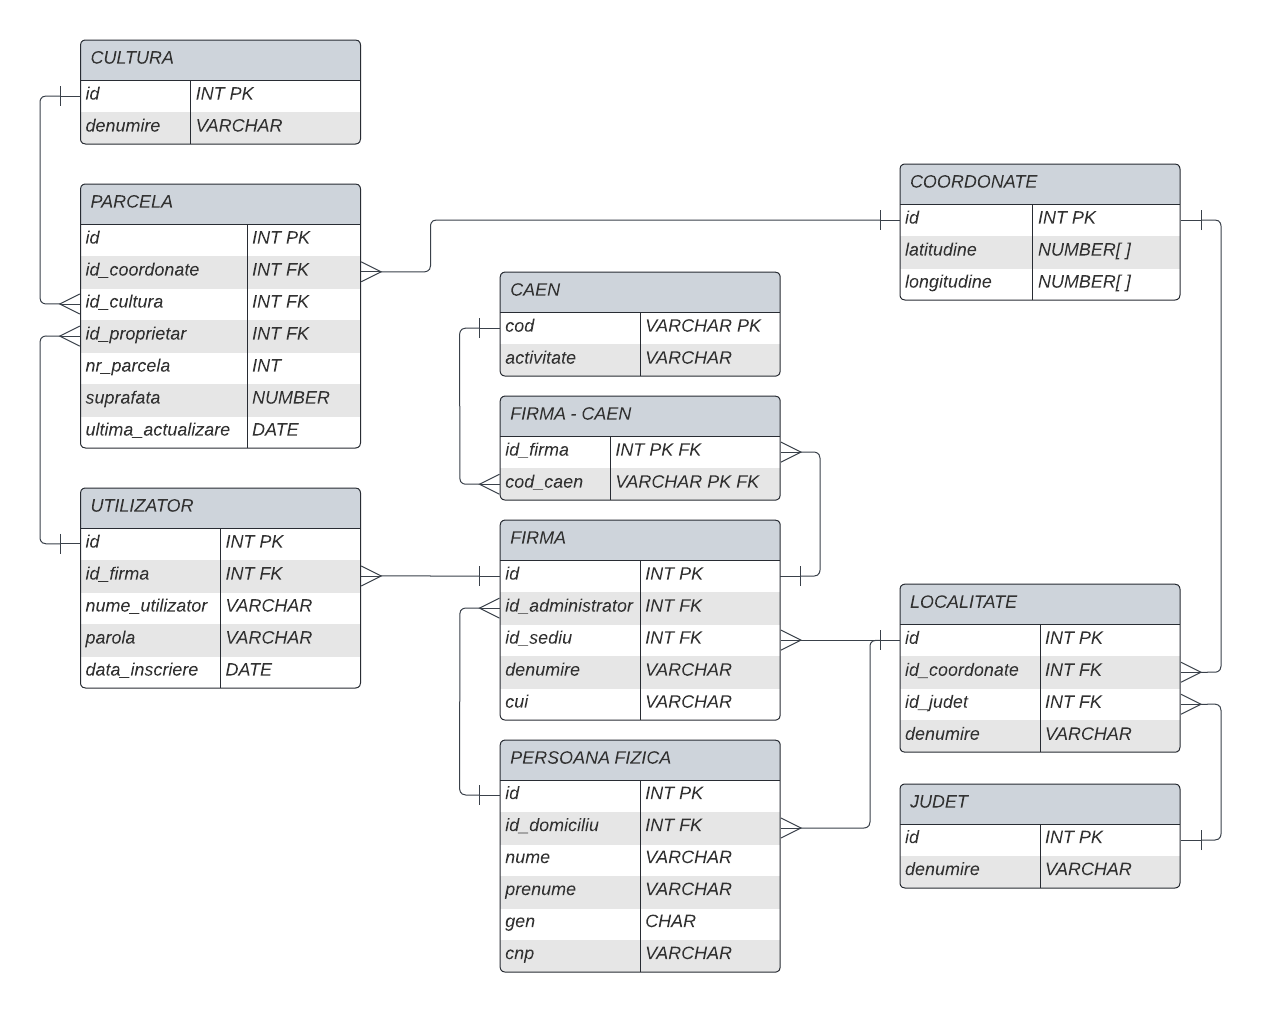 CULTURA
id INT PK
denumire VARCHAR
PARCELA
id INT PK
id_coordonate INT FK
id_cultura INT FK
id_proprietar INT FK
nr_parcela INT
suprafata NUMBER
ultima_actualizare DATE
UTILIZATOR
id INT PK
id_firma INT FK
nume_utilizator VARCHAR
parola VARCHAR
data_inscriere DATE
CAEN
cod VARCHAR PK
activitate VARCHAR
FIRMA - CAEN
id_firma INT PK FK
cod_caen VARCHAR PK FK
FIRMA
id INT PK
id_administrator INT FK
id_sediu INT FK
denumire VARCHAR
cui VARCHAR
PERSOANA FIZICA
id INT PK
id_domiciliu INT FK
nume VARCHAR
prenume VARCHAR
gen CHAR
cnp VARCHAR
COORDONATE
id INT PK
latitudine NUMBER[ ]
longitudine NUMBER[ ]
LOCALITATE
id INT PK
id_coordonate INT FK
id_judet INT FK
denumire VARCHAR
JUDET
id INT PK
denumire VARCHAR